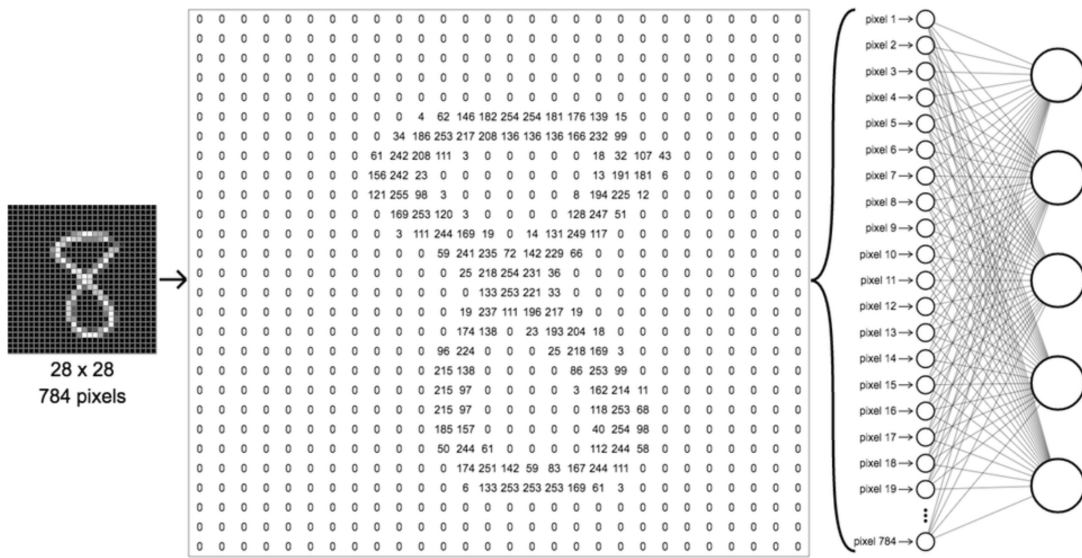 0 0 0 0 0 0 0 0 0 0 0 0 0 0 0 0 0 0 0 0 0 0 0 0 0 0 0 0
0 0 0 0 0 0 0 0 0 0 0 0 0 0 0 0 0 0 0 0 0 0 0 0 0 0 0 0
0 0 0 0 0 0 0 0 0 0 0 0 0 0 0 0 0 0 0 0 0 0 0 0 0 0 0 0
0 0 0 0 0 0 0 0 0 0 0 0 0 0 0 0 0 0 0 0 0 0 0 0 0 0 0 0
0 0 0 0 0 0 0 0 0 0 0 0 0 0 0 0 0 0 0 0 0 0 0 0 0 0 0 0
0 0 0 0 0 0 0 0 0 0 4 62 146 182 254 254 181 176 139 15 0 0 0 0 0 0 0 0
0 0 0 0 0 0 0 0 0 34 186 253 217 208 136 136 136 166 232 99 0 0 0 0 0 0 0 0
0 0 0 0 0 0 0 0 61 242 208 111 3 0 0 0 0 0 18 32 107 43 0 0 0 0 0 0
0 0 0 0 0 0 0 0 156 242 23 0 0 0 0 0 0 0 13 191 181 6 0 0 0 0 0 0
0 0 0 0 0 0 0 0 121 255 98 3 0 0 0 0 0 8 194 225 12 0 0 0 0 0 0 0
0 0 0 0 0 0 0 0 0 169 253 120 3 0 0 0 0 128 247 51 0 0 0 0 0 0 0 0
0 0 0 0 0 0 0 0 0 3 111 244 169 19 0 14 131 249 117 0 0 0 0 0 0 0 0 0
0 0 0 0 0 0 0 0 0 0 0 59 241 235 72 142 229 66 0 0 0 0 0 0 0 0 0 0
0 0 0 0 0 0 0 0 0 0 0 0 25 218 254 231 36 0 0 0 0 0 0 0 0 0 0 0
0 0 0 0 0 0 0 0 0 0 0 0 0 133 253 221 33 0 0 0 0 0 0 0 0 0 0 0
0 0 0 0 0 0 0 0 0 0 0 0 19 237 111 196 217 19 0 0 0 0 0 0 0 0 0 0
0 0 0 0 0 0 0 0 0 0 0 0 174 138 0 23 193 204 18 0 0 0 0 0 0 0 0 0
0 0 0 0 0 0 0 0 0 0 0 96 224 0 0 0 25 218 169 3 0 0 0 0 0 0 0 0
0 0 0 0 0 0 0 0 0 0 0 215 138 0 0 0 0 86 253 99 0 0 0 0 0 0 0 0
0 0 0 0 0 0 0 0 0 0 0 215 97 0 0 0 0 3 162 214 11 0 0 0 0 0 0 0
0 0 0 0 0 0 0 0 0 0 0 215 97 0 0 0 0 0 118 253 68 0 0 0 0 0 0 0
0 0 0 0 0 0 0 0 0 0 0 185 157 0 0 0 0 0 40 254 98 0 0 0 0 0 0 0
0 0 0 0 0 0 0 0 0 0 0 50 244 61 0 0 0 0 112 244 58 0 0 0 0 0 0 0
0 0 0 0 0 0 0 0 0 0 0 0 174 251 142 59 83 167 244 111 0 0 0 0 0 0 0 0
0 0 0 0 0 0 0 0 0 0 0 0 6 133 253 253 253 169 61 3 0 0 0 0 0 0 0 0
0 0 0 0 0 0 0 0 0 0 0 0 0 0 0 0 0 0 0 0 0 0 0 0 0 0 0 0
0 0 0 0 0 0 0 0 0 0 0 0 0 0 0 0 0 0 0 0 0 0 0 0 0 0 0 0
0 0 0 0 0 0 0 0 0 0 0 0 0 0 0 0 0 0 0 0 0 0 0 0 0 0 0 0
28 x 28
784 pixels
pixel 1
pixel 2
pixel 3
pixel 4
pixel 5
pixel 6
pixel 7
pixel 8
pixel 9
pixel 10
pixel 11
pixel 12
pixel 13
pixel 14
pixel 15
pixel 16
pixel 17
pixel 18
pixel 19
pixel 784